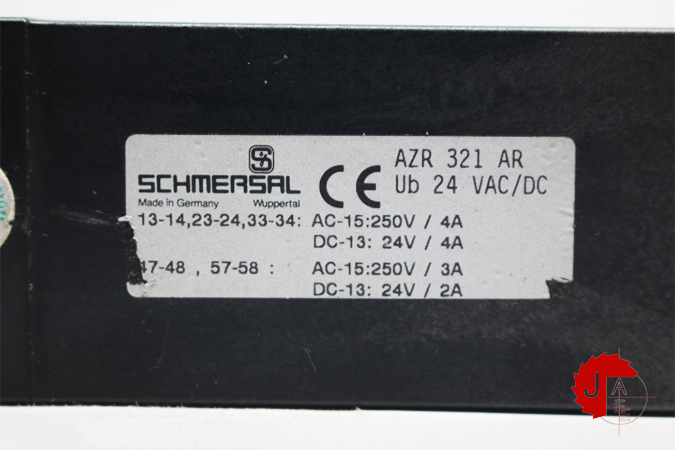 AZR 321 AR
SCHMERSAL CE Ub 24 VAC/DC
Made in Germany Wuppertal
13-14,23-24,33-34: AC-15:250V / 4A
DC-13: 24V / 4A
47-48 , 57-58 : AC-15:250V / 3A
DC-13: 24V / 2A